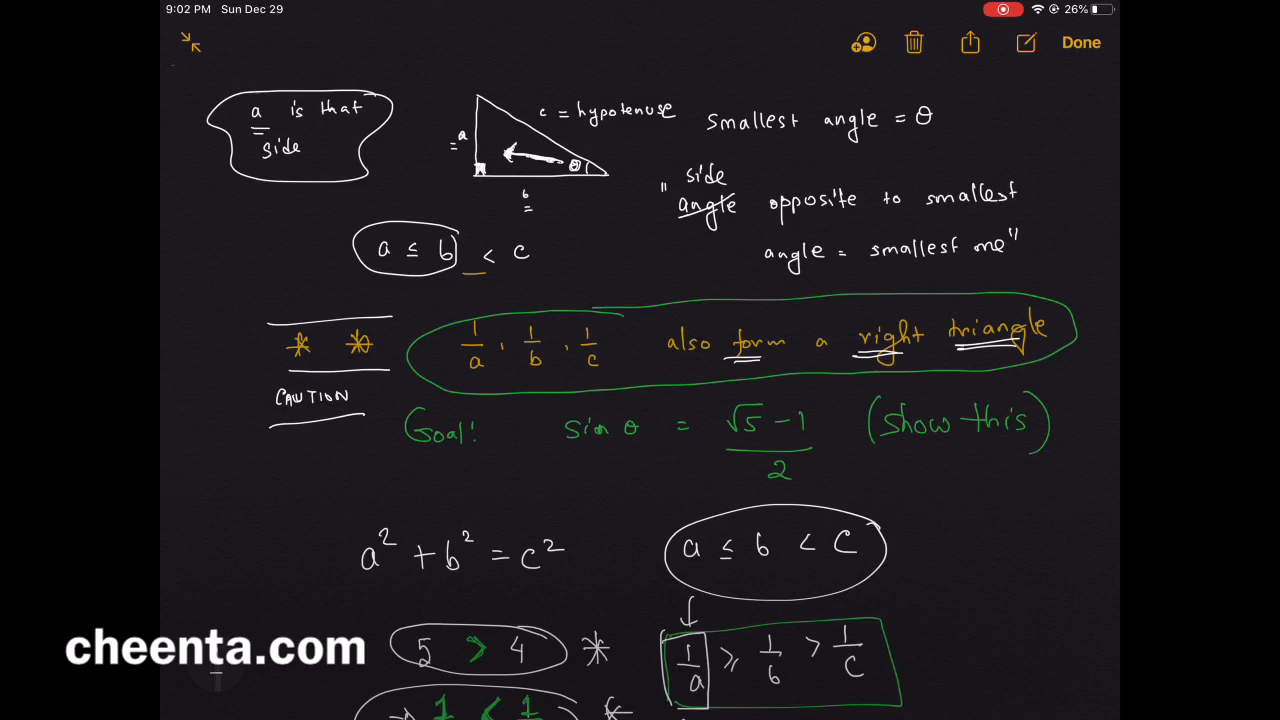 9:02 PM Sun Dec 29
26%
Done
a is that
side
c = hypotenuse
a
θ
b
smallest angle = θ
" side
angle opposite to smallest
angle = smallest one"
a ≤ b < c
* *
CAUTION
1/a , 1/b , 1/c also form a right triangle
Goal! sin θ = (√5 - 1)/2 (show this)
a² + b² = c²
a ≤ b < c
5 > 4 *
1/a ≥ 1/b > 1/c
cheenta.com